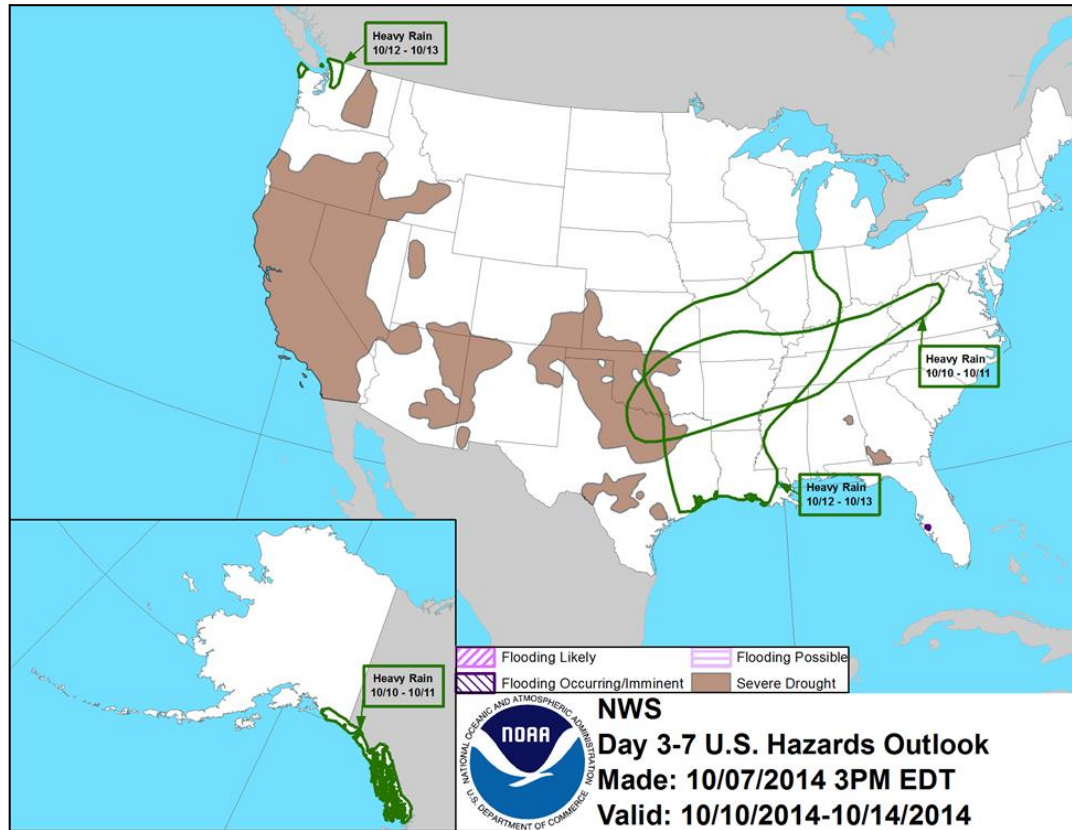 Heavy Rain
10/12 - 10/13
Heavy Rain
10/10 - 10/11
Heavy Rain
10/12 - 10/13
Heavy Rain
10/10 - 10/11
Flooding Likely
Flooding Possible
Flooding Occurring/Imminent
Severe Drought
NATIONAL OCEANIC AND ATMOSPHERIC ADMINISTRATION
NOAA
U.S. DEPARTMENT OF COMMERCE
NWS
Day 3-7 U.S. Hazards Outlook
Made: 10/07/2014 3PM EDT
Valid: 10/10/2014-10/14/2014